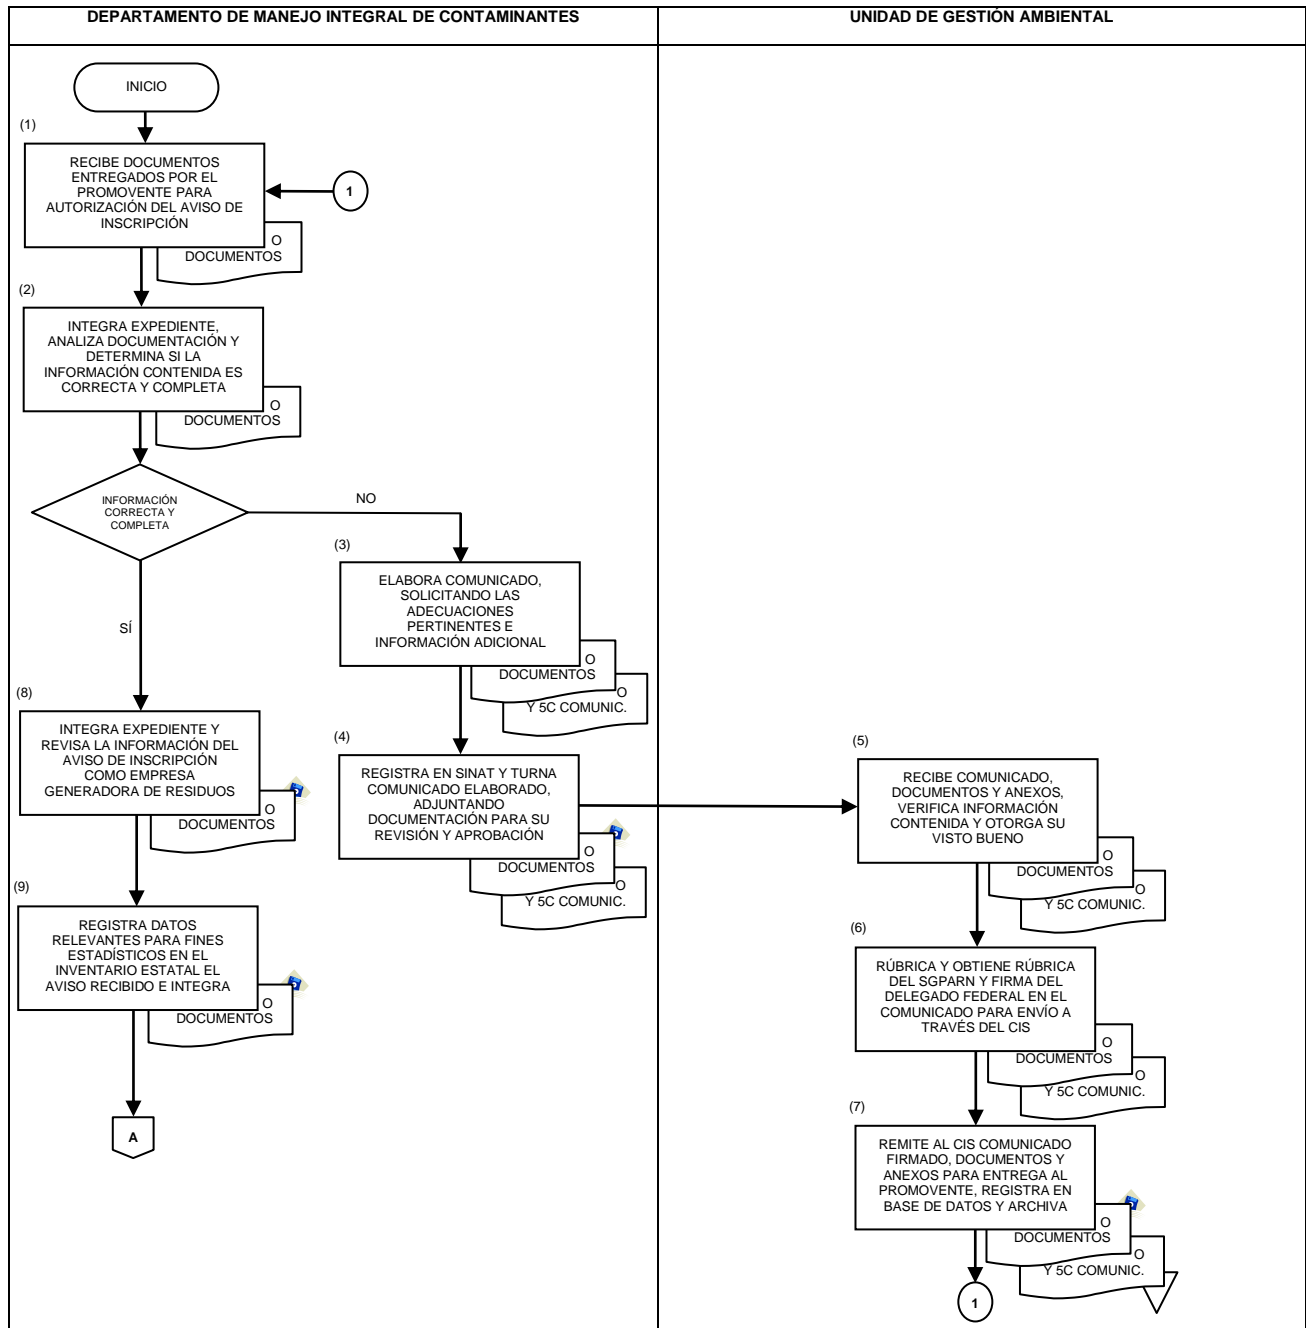 DEPARTAMENTO DE MANEJO INTEGRAL DE CONTAMINANTES
UNIDAD DE GESTIÓN AMBIENTAL
INICIO
(1)
RECIBE DOCUMENTOS
ENTREGADOS POR EL
PROMOVENTE PARA
AUTORIZACIÓN DEL AVISO DE
INSCRIPCIÓN
1
O
DOCUMENTOS
(2)
INTEGRA EXPEDIENTE,
ANALIZA DOCUMENTACIÓN Y
DETERMINA SI LA
INFORMACIÓN CONTENIDA ES
CORRECTA Y COMPLETA
O
DOCUMENTOS
INFORMACIÓN
CORRECTA Y
COMPLETA
NO
SÍ
(3)
ELABORA COMUNICADO,
SOLICITANDO LAS
ADECUACIONES
PERTINENTES E
INFORMACIÓN ADICIONAL
O
DOCUMENTOS
O
Y 5C COMUNIC.
(4)
REGISTRA EN SINAT Y TURNA
COMUNICADO ELABORADO,
ADJUNTANDO
DOCUMENTACIÓN PARA SU
REVISIÓN Y APROBACIÓN
O
DOCUMENTOS
O
Y 5C COMUNIC.
(5)
RECIBE COMUNICADO,
DOCUMENTOS Y ANEXOS,
VERIFICA INFORMACIÓN
CONTENIDA Y OTORGA SU
VISTO BUENO
O
DOCUMENTOS
O
Y 5C COMUNIC.
(6)
RÚBRICA Y OBTIENE RÚBRICA
DEL SGPARN Y FIRMA DEL
DELEGADO FEDERAL EN EL
COMUNICADO PARA ENVÍO A
TRAVÉS DEL CIS
O
DOCUMENTOS
O
Y 5C COMUNIC.
(7)
REMITE AL CIS COMUNICADO
FIRMADO, DOCUMENTOS Y
ANEXOS PARA ENTREGA AL
PROMOVENTE, REGISTRA EN
BASE DE DATOS Y ARCHIVA
O
DOCUMENTOS
O
Y 5C COMUNIC.
1
(8)
INTEGRA EXPEDIENTE Y
REVISA LA INFORMACIÓN DEL
AVISO DE INSCRIPCIÓN
COMO EMPRESA
GENERADORA DE RESIDUOS
O
DOCUMENTOS
(9)
REGISTRA DATOS
RELEVANTES PARA FINES
ESTADÍSTICOS EN EL
INVENTARIO ESTATAL EL
AVISO RECIBIDO E INTEGRA
O
DOCUMENTOS
A